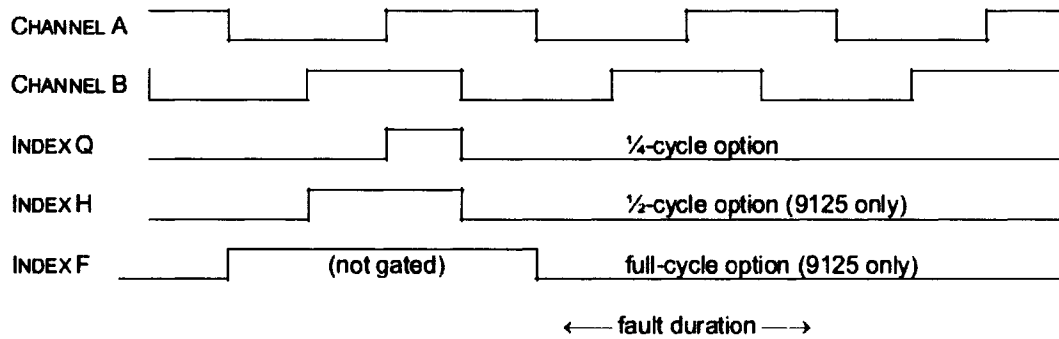 CHANNEL A
CHANNEL B
INDEX Q ¼-cycle option
INDEX H ½-cycle option (9125 only)
INDEX F (not gated) full-cycle option (9125 only)
←— fault duration —→